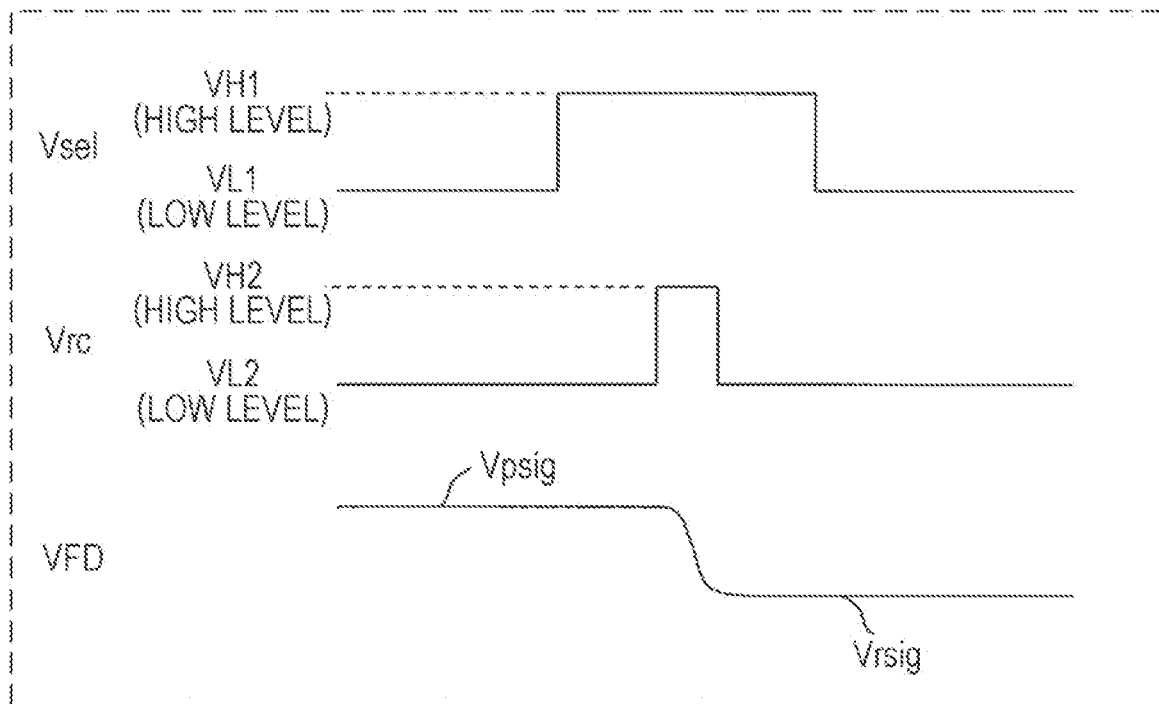 VH1
(HIGH LEVEL)
Vsel
VL1
(LOW LEVEL)
VH2
(HIGH LEVEL)
Vrc
VL2
(LOW LEVEL)
Vpsig
VFD
Vrsig